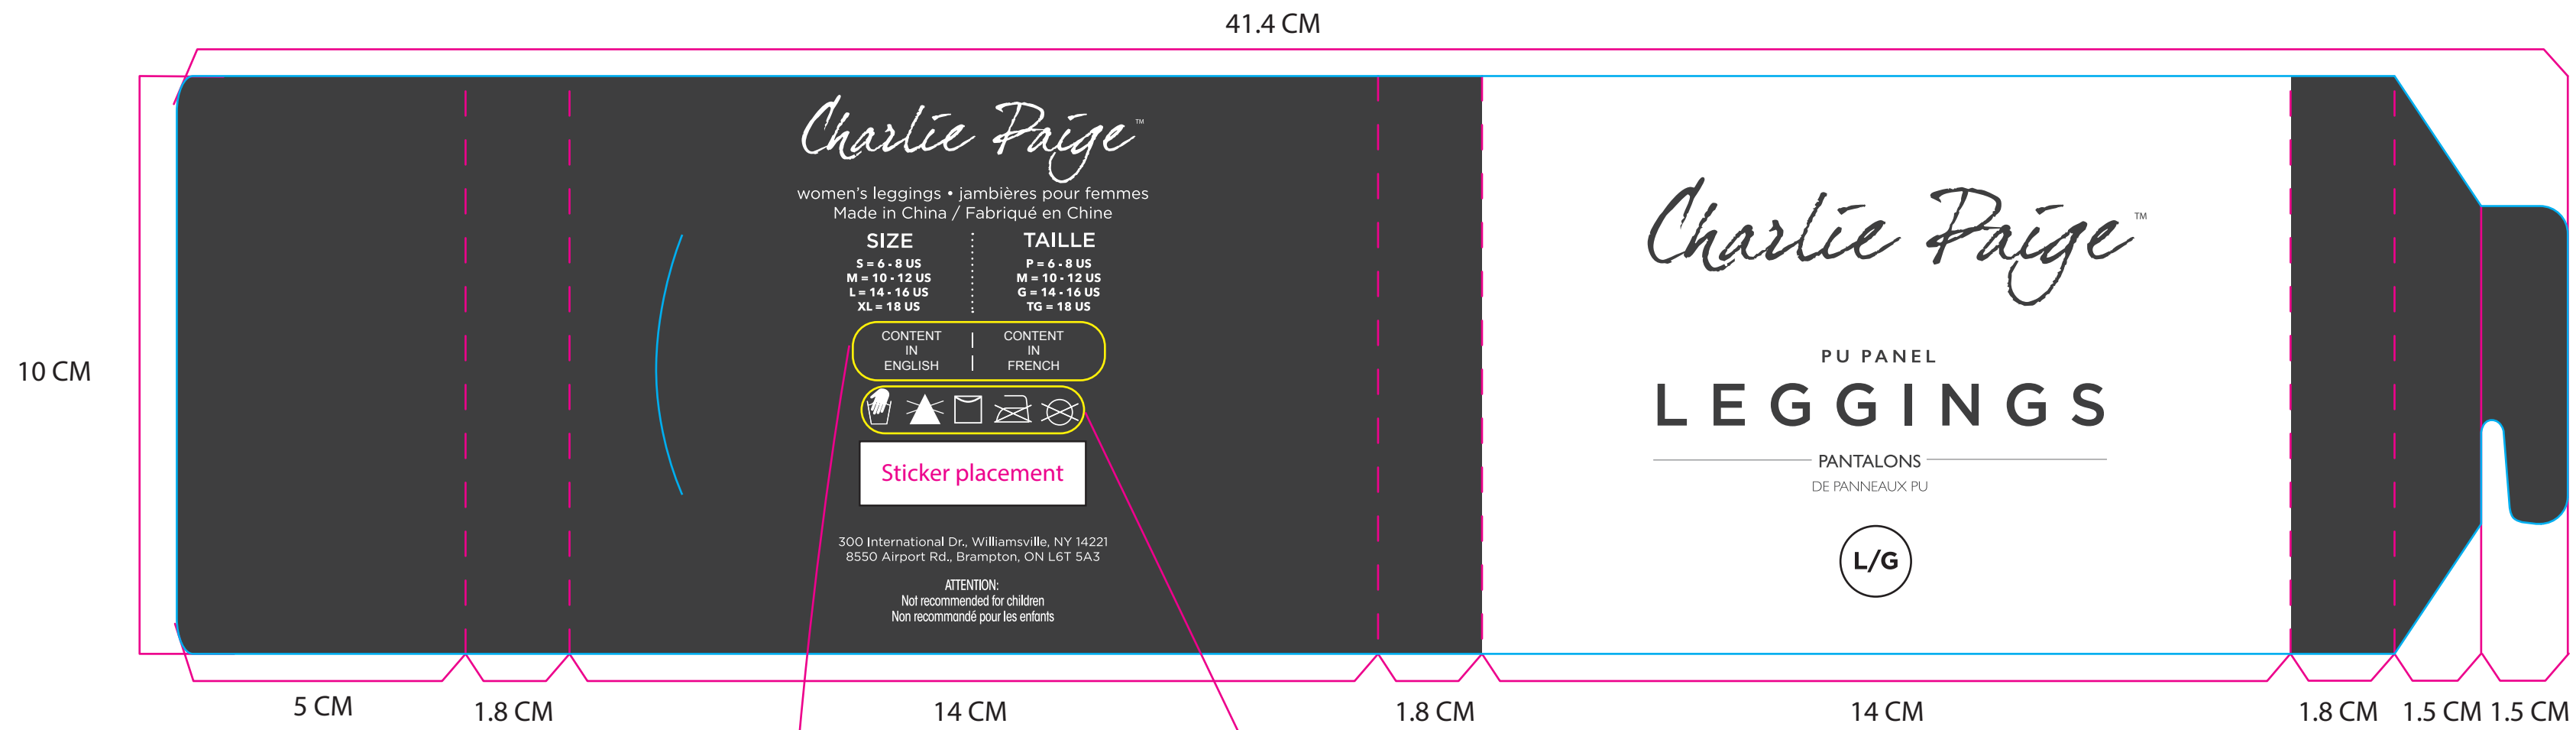 41.4 CM
10 CM
Charlie Paige™
women's leggings • jambières pour femmes
Made in China / Fabriqué en Chine
SIZE
S = 6 - 8 US
M = 10 - 12 US
L = 14 - 16 US
XL = 18 US
TAILLE
P = 6 - 8 US
M = 10 - 12 US
G = 14 - 16 US
TG = 18 US
CONTENT
IN
ENGLISH
CONTENT
IN
FRENCH
Sticker placement
300 International Dr., Williamsville, NY 14221
8550 Airport Rd., Brampton, ON L6T 5A3
ATTENTION:
Not recommended for children
Non recommandé pour les enfants
Charlie Paige™
PU PANEL
LEGGINGS
PANTALONS
DE PANNEAUX PU
L/G
5 CM
1.8 CM
14 CM
1.8 CM
14 CM
1.8 CM
1.5 CM
1.5 CM